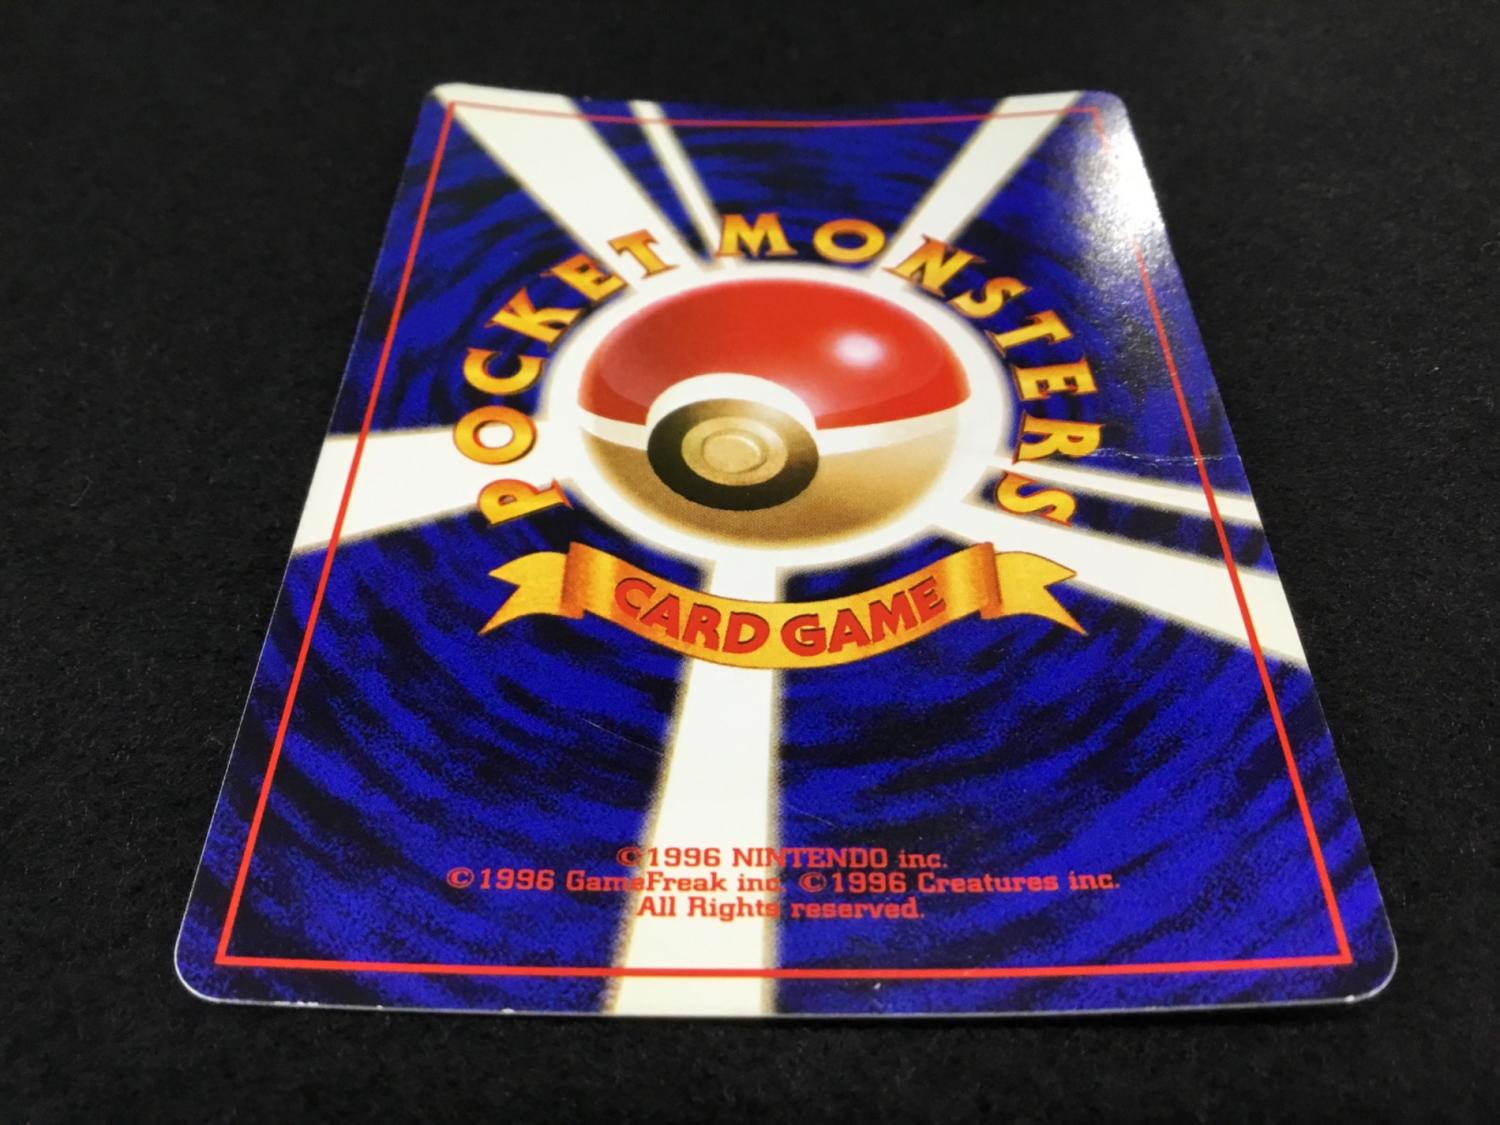 POCKET MONSTERS
CARD GAME
©1996 NINTENDO inc.
©1996 GameFreak inc. ©1996 Creatures inc.
All Rights reserved.